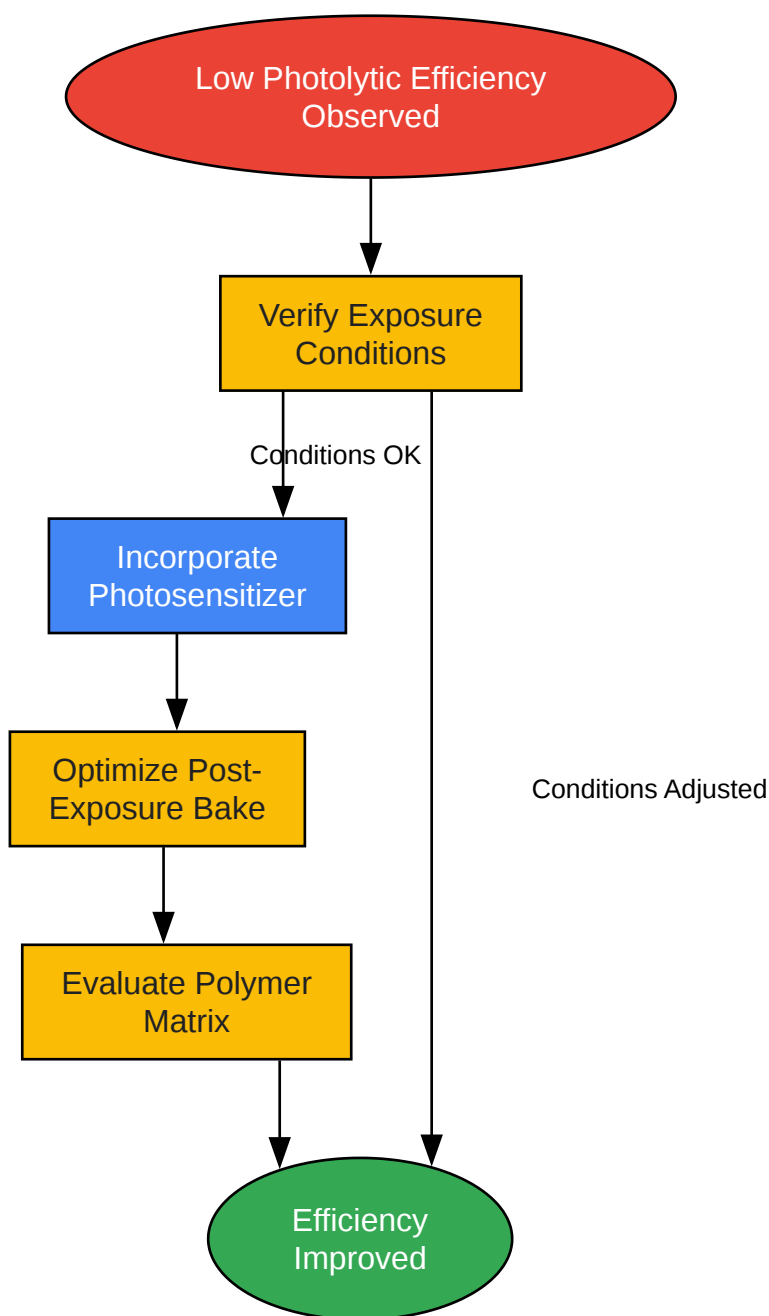 Low Photolytic Efficiency
Observed
Verify Exposure
Conditions
Conditions OK
Incorporate
Photosensitizer
Optimize Post-
Exposure Bake
Conditions Adjusted
Evaluate Polymer
Matrix
Efficiency
Improved